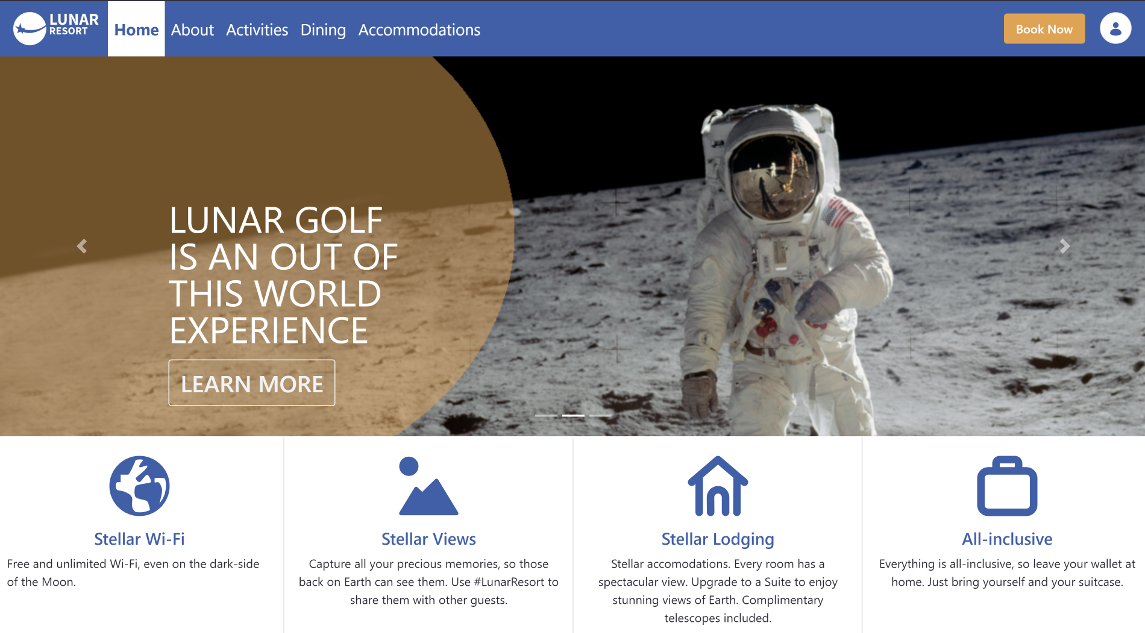 LUNAR
RESORT
Home
About
Activities
Dining
Accommodations
Book Now
LUNAR GOLF
IS AN OUT OF
THIS WORLD
EXPERIENCE
LEARN MORE
Stellar Wi-Fi
Free and unlimited Wi-Fi, even on the dark-side
of the Moon.
Stellar Views
Capture all your precious memories, so those
back on Earth can see them. Use #LunarResort to
share them with other guests.
Stellar Lodging
Stellar accomodations. Every room has a
spectacular view. Upgrade to a Suite to enjoy
stunning views of Earth. Complimentary
telescopes included.
All-inclusive
Everything is all-inclusive, so leave your wallet at
home. Just bring yourself and your suitcase.